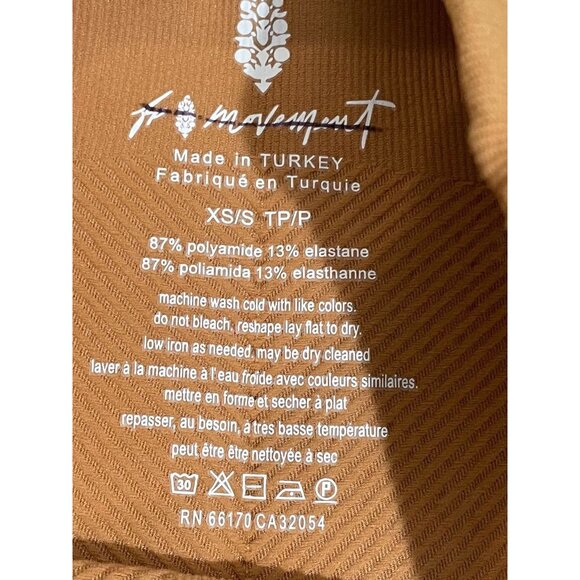 fp movement
Made in TURKEY
Fabriqué en Turquie
XS/S TP/P
87% polyamide 13% elastane
87% poliamida 13% elasthanne
machine wash cold with like colors.
do not bleach, reshape lay flat to dry.
low iron as needed, may be dry cleaned
laver à la machine à l'eau froide avec couleurs similaires.
mettre en forme et secher à plat
repasser, au besoin, a tres basse température
peut être être nettoyée à sec
30 P
RN 66170 CA32054